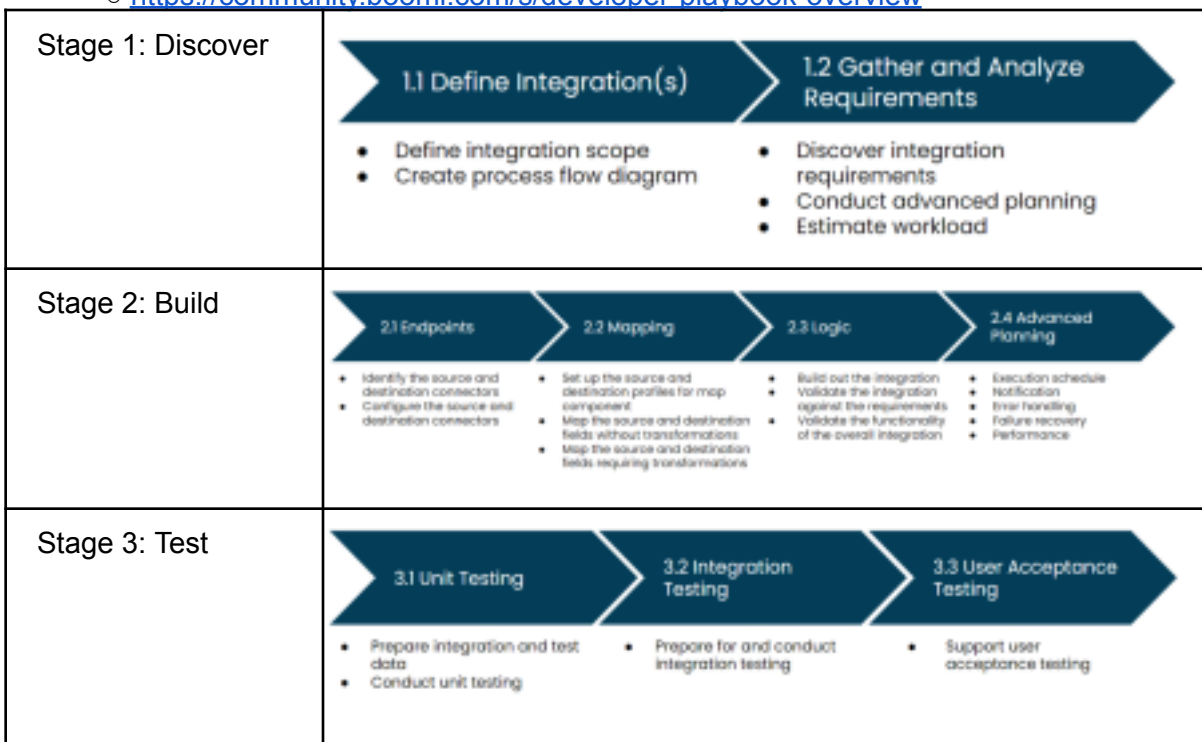 ○ https://community.boomi.com/s/developer-playbook-overview
Stage 1: Discover
1.1 Define Integration(s)
● Define integration scope
● Create process flow diagram
1.2 Gather and Analyze
Requirements
● Discover integration
requirements
● Conduct advanced planning
● Estimate workload
Stage 2: Build
2.1 Endpoints
● Identify the source and
destination connectors
● Configure the source and
destination connectors
2.2 Mapping
● Set up the source and
destination profiles for map
component
● Map the source and destination
fields without transformations
● Map the source and destination
fields requiring transformations
2.3 Logic
● Build out the integration
● Validate the integration
against the requirements
● Validate the functionality
of the overall integration
2.4 Advanced
Planning
● Execution schedule
● Notification
● Error handling
● Failure recovery
● Performance
Stage 3: Test
3.1 Unit Testing
● Prepare integration and test
data
● Conduct unit testing
3.2 Integration
Testing
● Prepare for and conduct
integration testing
3.3 User Acceptance
Testing
● Support user
acceptance testing